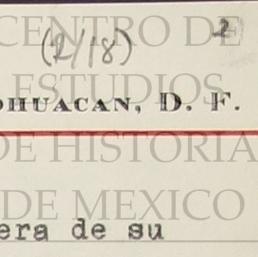 CENTRO DE
2
(2/18)
ESTUDIOS
OHUACAN, D. F.
DE HISTORIA
DE MEXICO
era de su